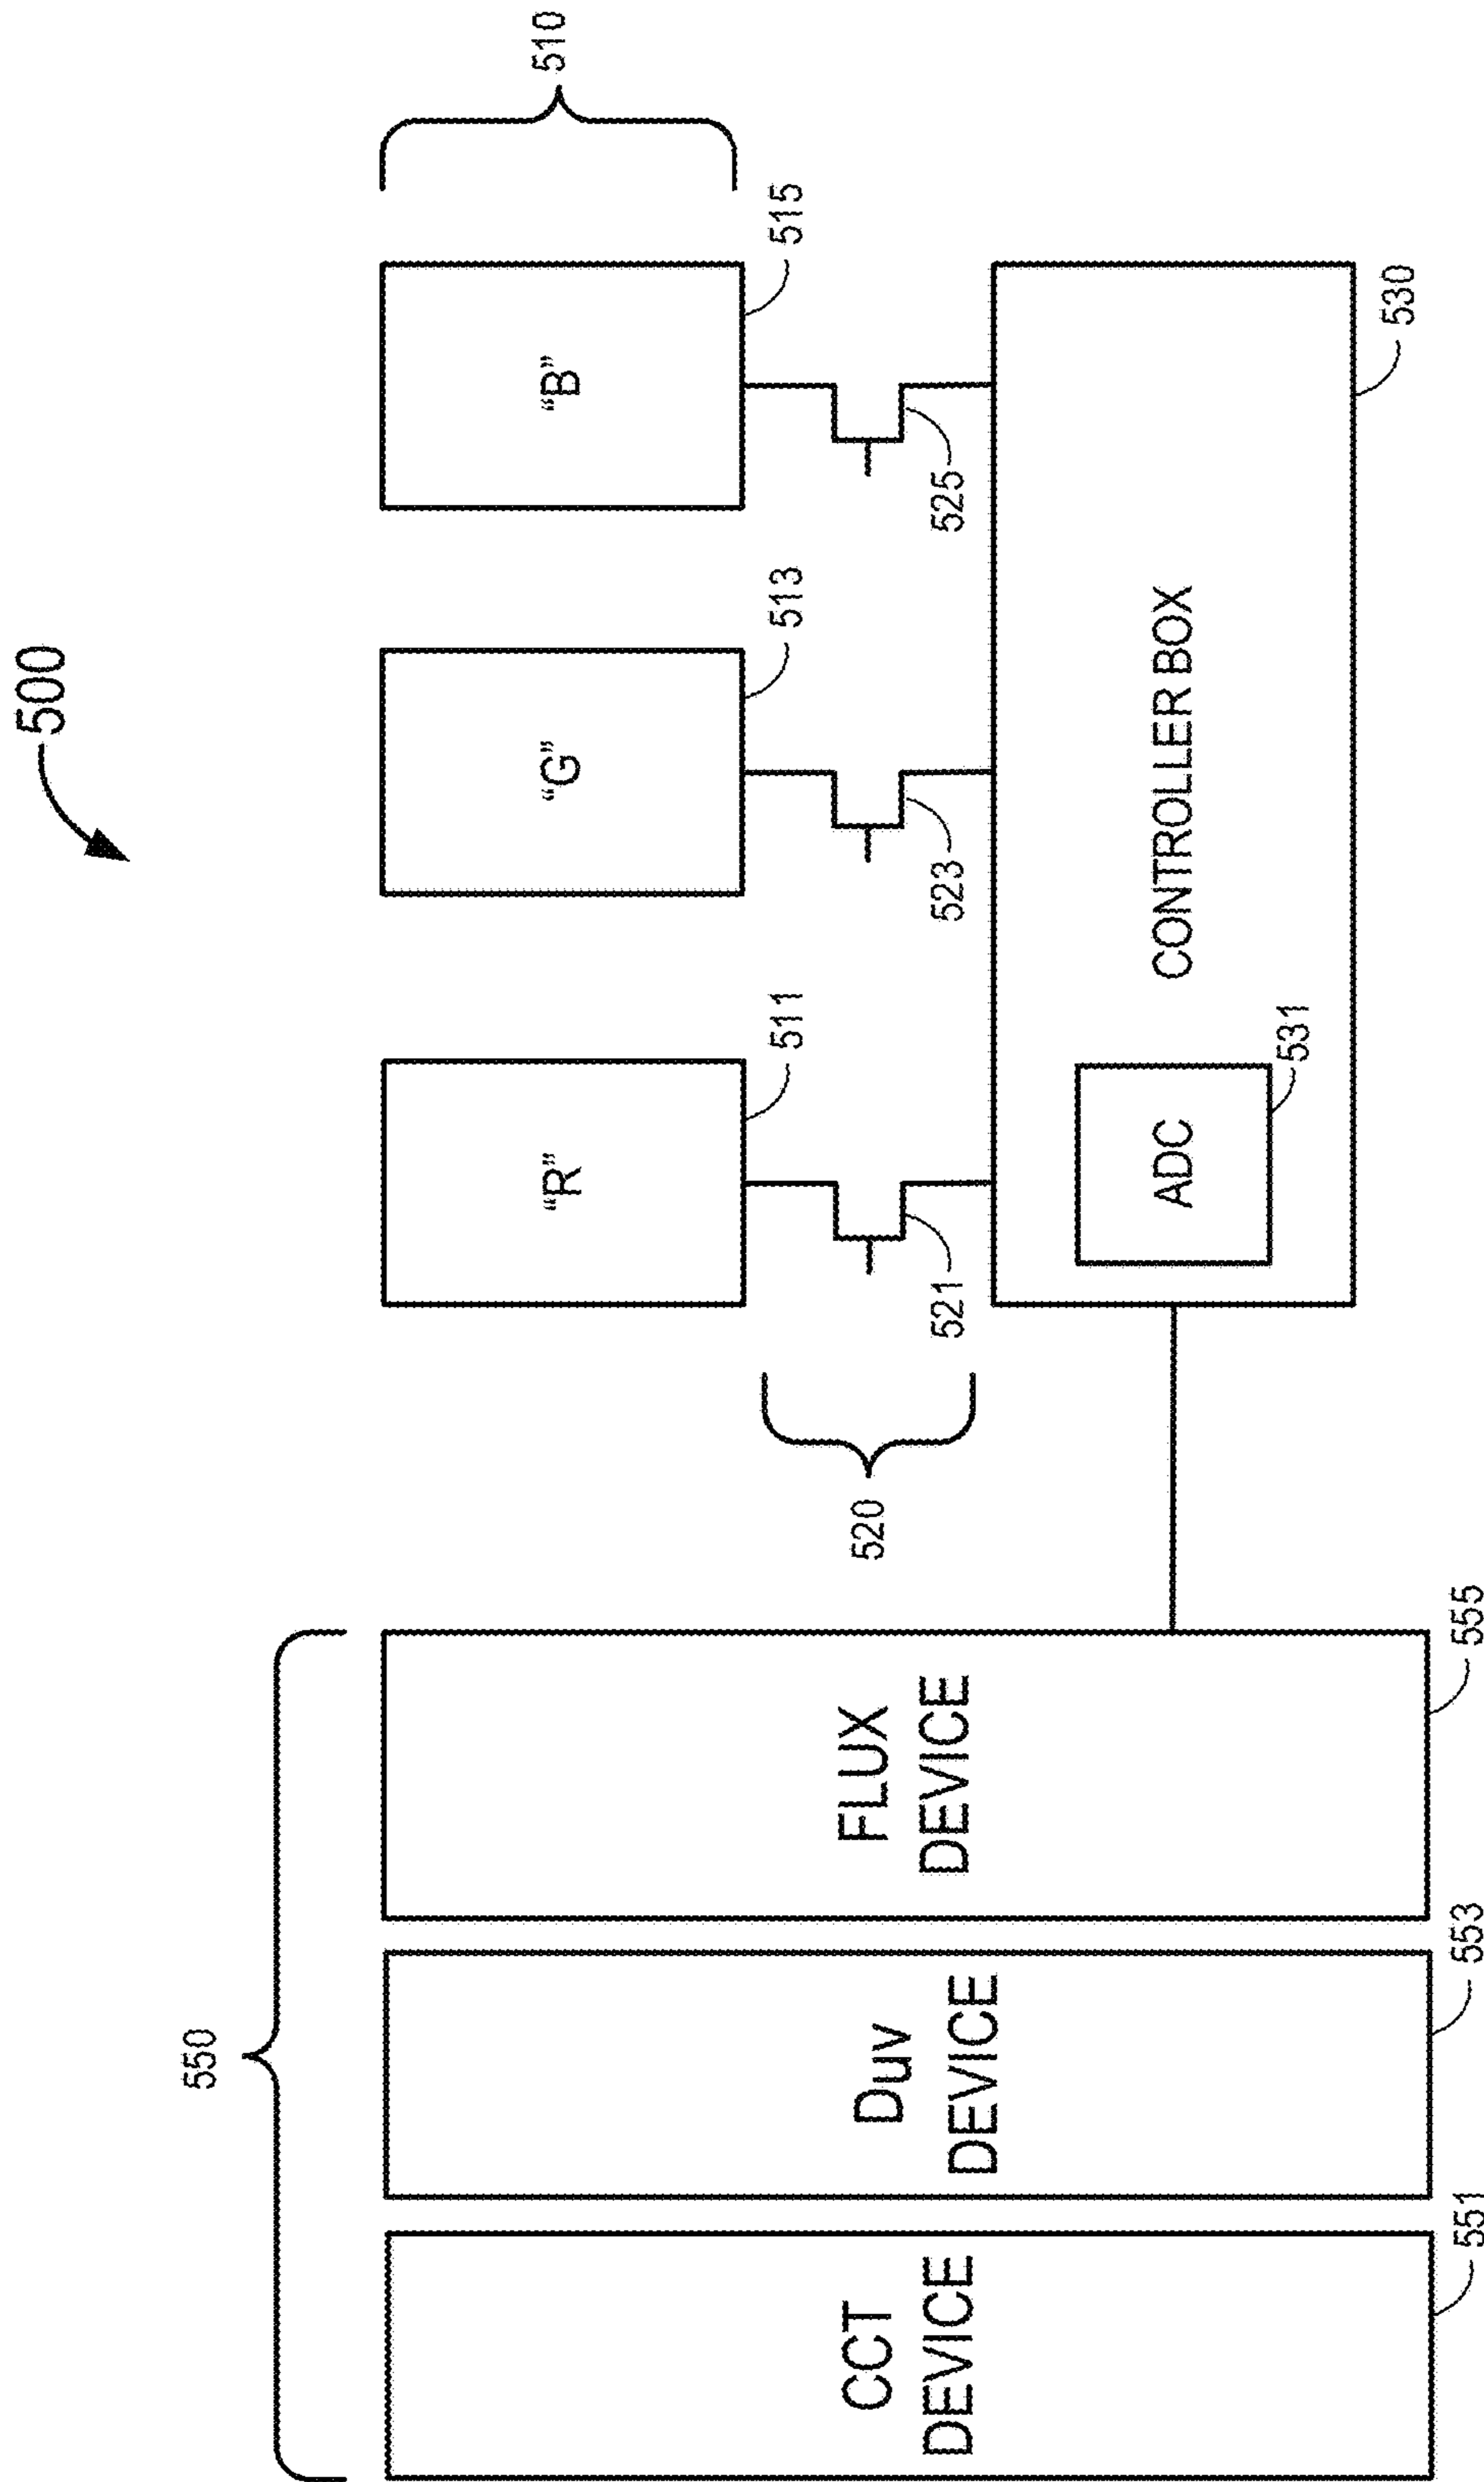 500
550
CCT
DEVICE
551
Duv
DEVICE
553
FLUX
DEVICE
555
510
“R”
511
“G”
513
“B”
515
520
521
523
525
ADC
531
CONTROLLER BOX
530